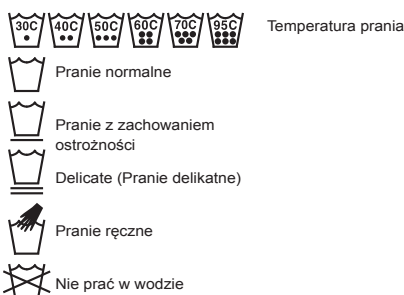 30C 40C 50C 60C 70C 95C Temperatura prania
Pranie normalne
Pranie z zachowaniem
ostrożności
Delicate (Pranie delikatne)
Pranie ręczne
Nie prać w wodzie